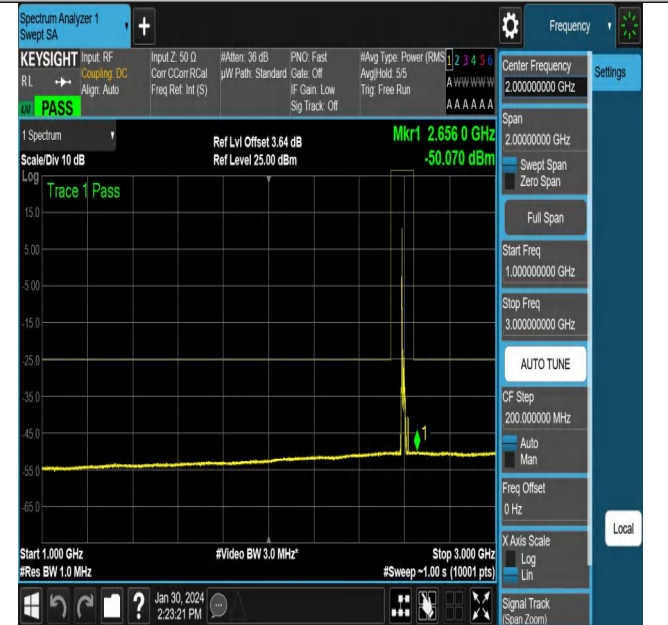 Spectrum Analyzer 1
Swept SA
+
Frequency
KEYSIGHT
RL
LXI PASS
Input: RF
Coupling: DC
Align: Auto
Input Z: 50 Ω
Corr CCorr RCal
Freq Ref: Int (S)
#Atten: 36 dB
µW Path: Standard
PNO: Fast
Gate: Off
IF Gain: Low
Sig Track: Off
#Avg Type: Power (RMS
Avg|Hold: 5/5
Trig: Free Run
1 2 3 4 5 6
A W W W W W
A A A A A A
1 Spectrum
Scale/Div 10 dB
Ref Lvl Offset 3.64 dB
Ref Level 25.00 dBm
Mkr1 2.656 0 GHz
-50.070 dBm
Log
Trace 1 Pass
15.0
5.00
-5.00
-15.0
-25.0
-35.0
-45.0
-55.0
-65.0
1
Start 1.000 GHz
#Res BW 1.0 MHz
#Video BW 3.0 MHz*
Stop 3.000 GHz
#Sweep ~1.00 s (10001 pts)
Center Frequency
2.000000000 GHz
Settings
Span
2.00000000 GHz
Swept Span
Zero Span
Full Span
Start Freq
1.000000000 GHz
Stop Freq
3.000000000 GHz
AUTO TUNE
CF Step
200.000000 MHz
Auto
Man
Freq Offset
0 Hz
X Axis Scale
Log
Lin
Local
Signal Track
(Span Zoom)
?
Jan 30, 2024
2:23:21 PM